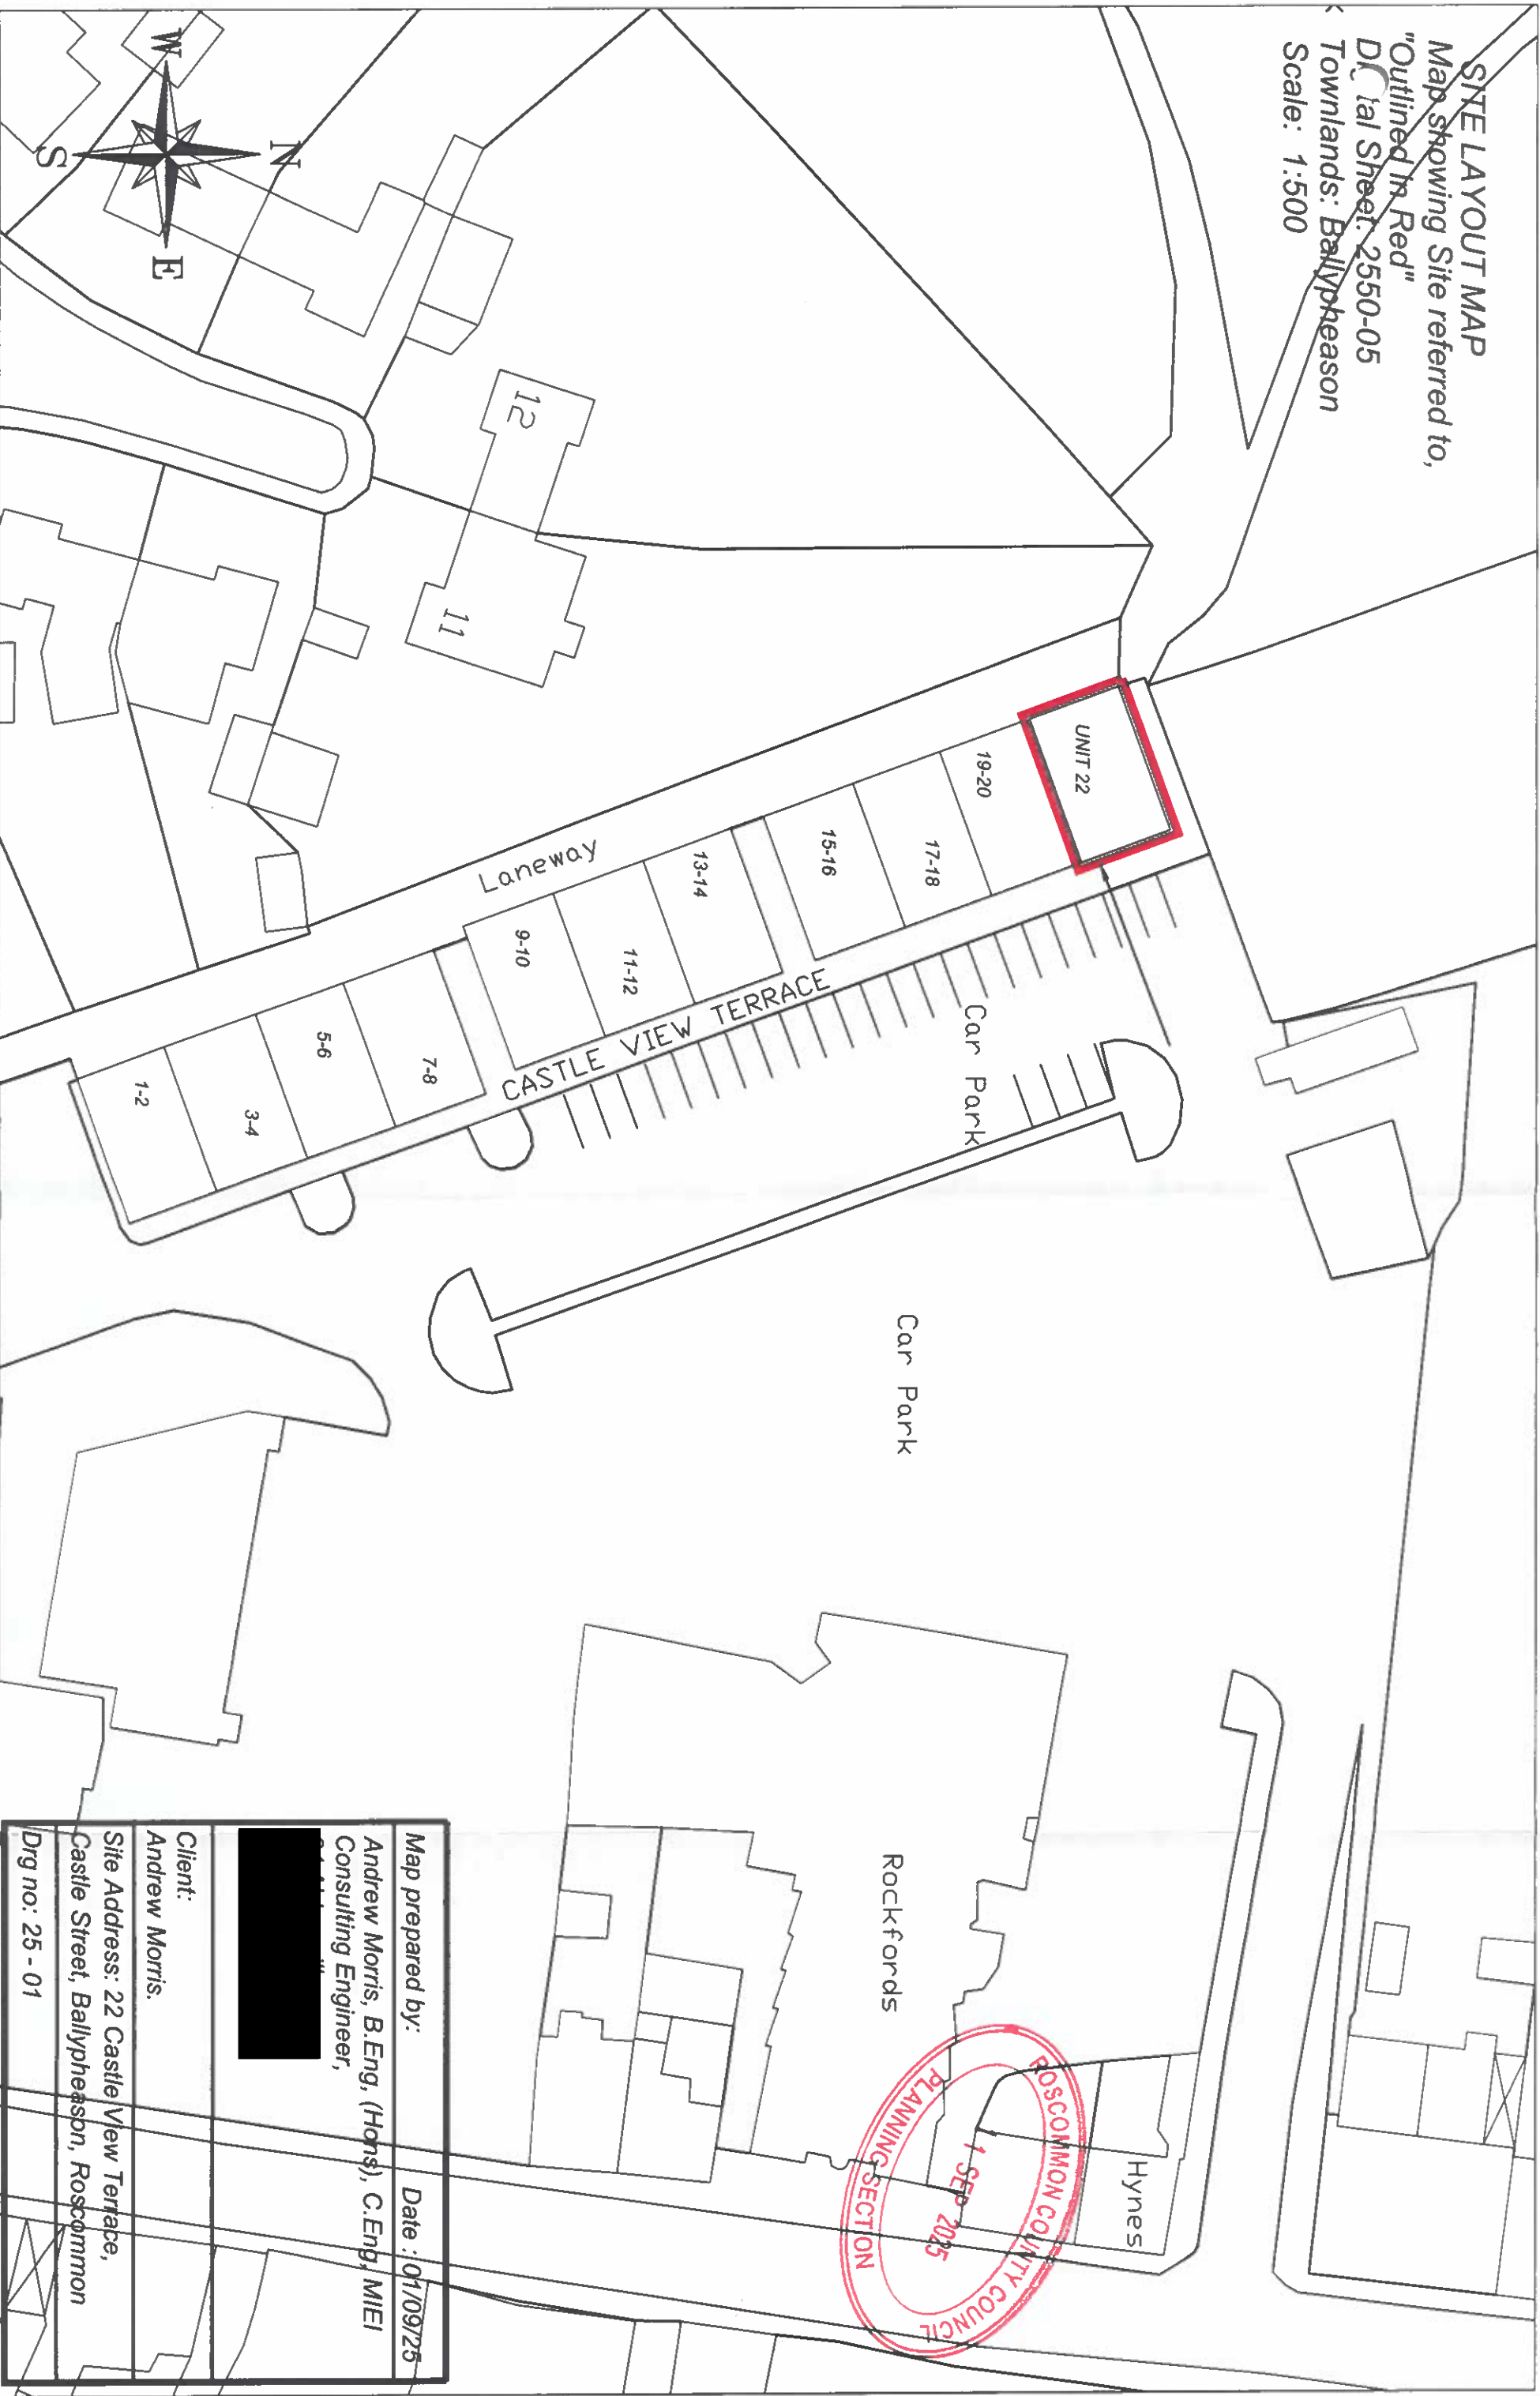 SITE LAYOUT MAP
Map showing Site referred to,
"Outlined in Red"
Sheet: 2550-05
Townlands: Ballypheason
Scale: 1:500
N
W
E
S
12
11
UNIT 22
19-20
17-18
15-16
13-14
11-12
9-10
7-8
5-6
3-4
1-2
Laneway
CASTLE VIEW TERRACE
Car Park
Car Park
Rockfords
Hynes
ROSCOMMON COUNTY COUNCIL
1 SEP 2025
PLANNING SECTION
Map prepared by: Date : 01/09/25
Andrew Morris, B.Eng, (Hons), C.Eng, MIEI
Consulting Engineer,
Client:
Andrew Morris.
Site Address: 22 Castle View Terrace,
Castle Street, Ballypheason, Roscommon
Drg no: 25 - 01